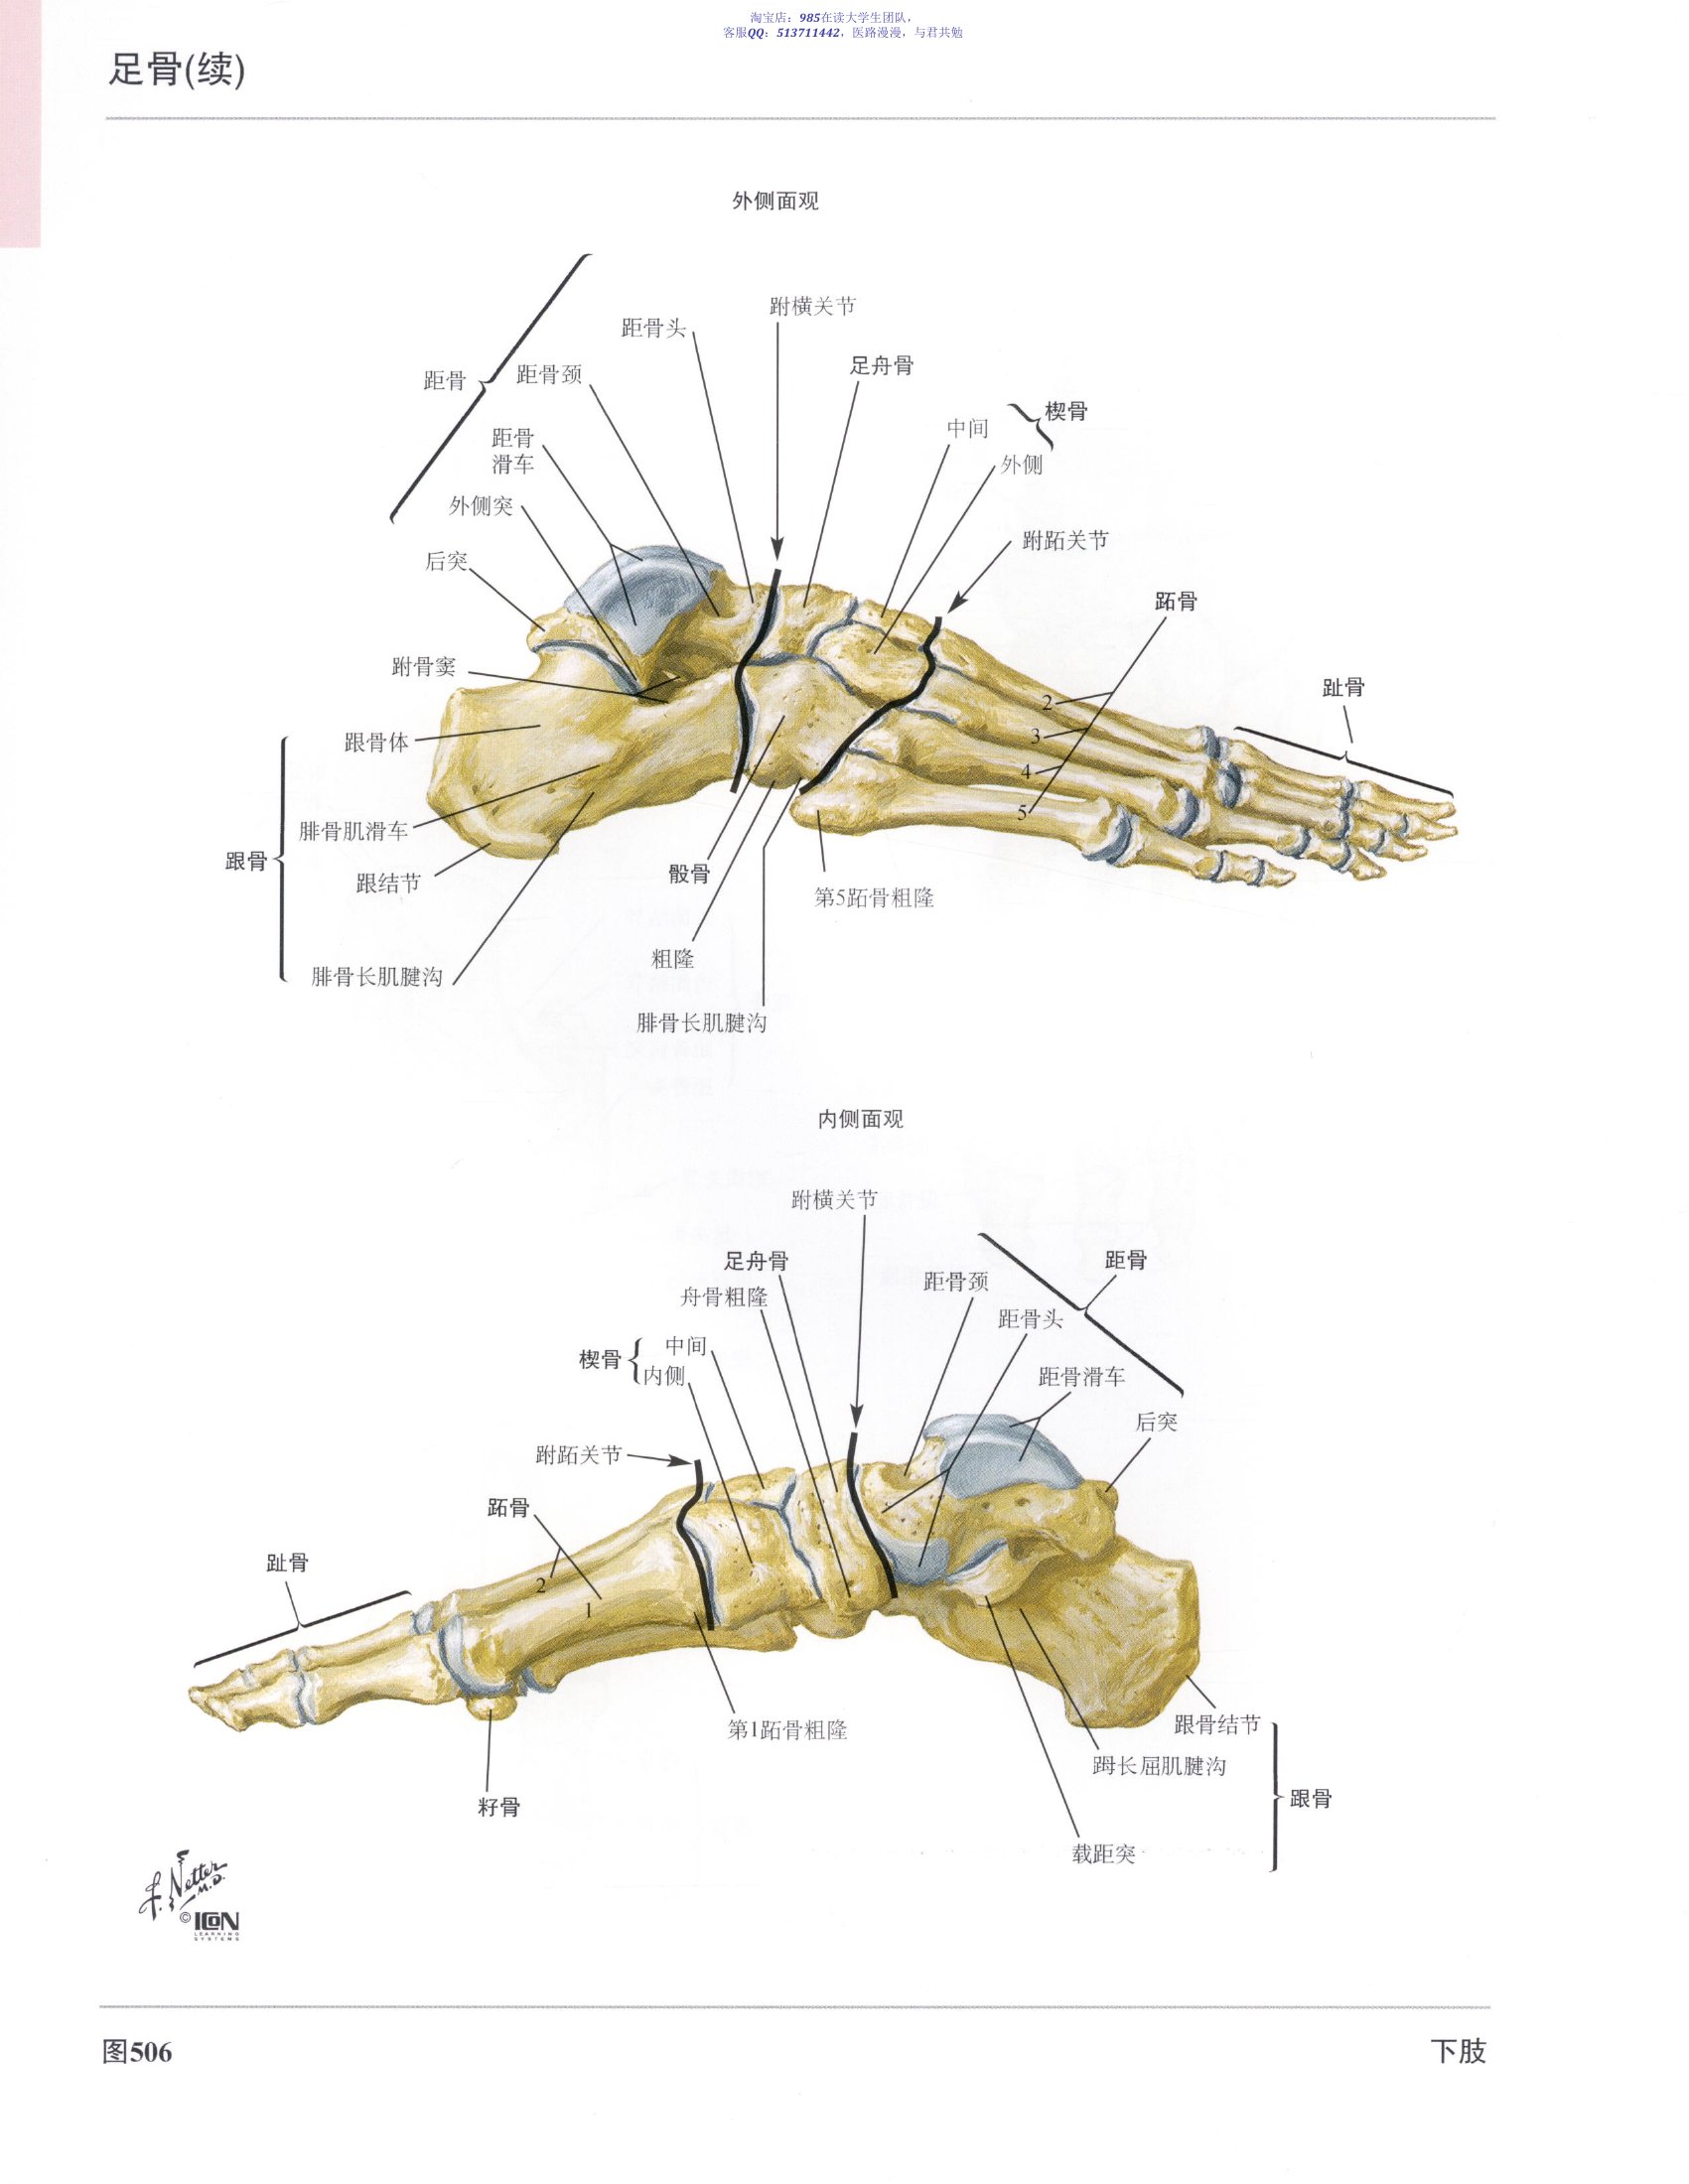 淘宝店：985在读大学生团队，
客服QQ：513711442，医路漫漫，与君共勉
足骨(续)
外侧面观
跗横关节
距骨头
足舟骨
距骨
距骨颈
楔骨
中间
距骨
滑车
外侧
外侧突
跗跖关节
后突
跖骨
跗骨窦
趾骨
2
3
4
5
跟骨体
腓骨肌滑车
跟骨
跟结节
骰骨
第5跖骨粗隆
粗隆
腓骨长肌腱沟
腓骨长肌腱沟
内侧面观
跗横关节
足舟骨
距骨
舟骨粗隆
距骨颈
距骨头
楔骨
中间
内侧
距骨滑车
后突
跗跖关节
跖骨
趾骨
2
1
第1跖骨粗隆
跟骨结节
𧿹长屈肌腱沟
跟骨
籽骨
载距突
F. Netter
M.D.
© ICON
LEARNING
SYSTEMS
图506
下肢